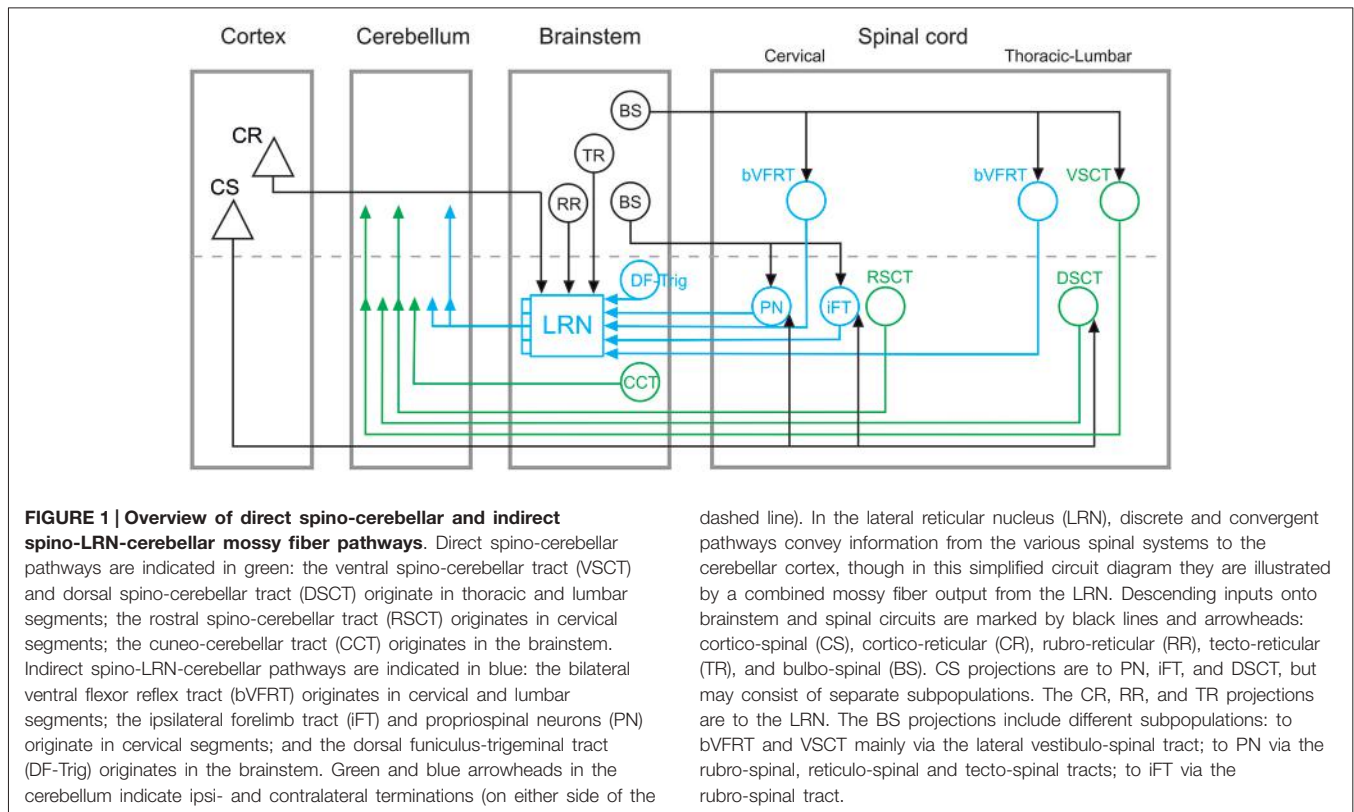 Cortex
Cerebellum
Brainstem
Spinal cord
Cervical
Thoracic-Lumbar
CR
CS
BS
TR
RR
BS
bVFRT
bVFRT
VSCT
DF-Trig
LRN
PN
iFT
RSCT
DSCT
CCT
FIGURE 1 | Overview of direct spino-cerebellar and indirect
spino-LRN-cerebellar mossy fiber pathways. Direct spino-cerebellar
pathways are indicated in green: the ventral spino-cerebellar tract (VSCT)
and dorsal spino-cerebellar tract (DSCT) originate in thoracic and lumbar
segments; the rostral spino-cerebellar tract (RSCT) originates in cervical
segments; the cuneo-cerebellar tract (CCT) originates in the brainstem.
Indirect spino-LRN-cerebellar pathways are indicated in blue: the bilateral
ventral flexor reflex tract (bVFRT) originates in cervical and lumbar
segments; the ipsilateral forelimb tract (iFT) and propriospinal neurons (PN)
originate in cervical segments; and the dorsal funiculus-trigeminal tract
(DF-Trig) originates in the brainstem. Green and blue arrowheads in the
cerebellum indicate ipsi- and contralateral terminations (on either side of the
dashed line). In the lateral reticular nucleus (LRN), discrete and convergent
pathways convey information from the various spinal systems to the
cerebellar cortex, though in this simplified circuit diagram they are illustrated
by a combined mossy fiber output from the LRN. Descending inputs onto
brainstem and spinal circuits are marked by black lines and arrowheads:
cortico-spinal (CS), cortico-reticular (CR), rubro-reticular (RR), tecto-reticular
(TR), and bulbo-spinal (BS). CS projections are to PN, iFT, and DSCT, but
may consist of separate subpopulations. The CR, RR, and TR projections
are to the LRN. The BS projections include different subpopulations: to
bVFRT and VSCT mainly via the lateral vestibulo-spinal tract; to PN via the
rubro-spinal, reticulo-spinal and tecto-spinal tracts; to iFT via the
rubro-spinal tract.